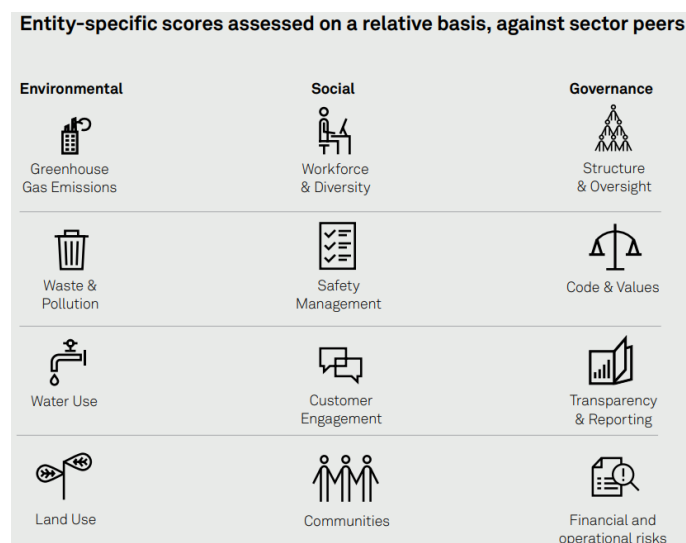 Entity-specific scores assessed on a relative basis, against sector peers
Environmental Social Governance
Greenhouse
Gas Emissions
Workforce
& Diversity
Structure
& Oversight
Waste &
Pollution
Safety
Management
Code & Values
Water Use
Customer
Engagement
Transparency
& Reporting
Land Use
Communities
Financial and
operational risks